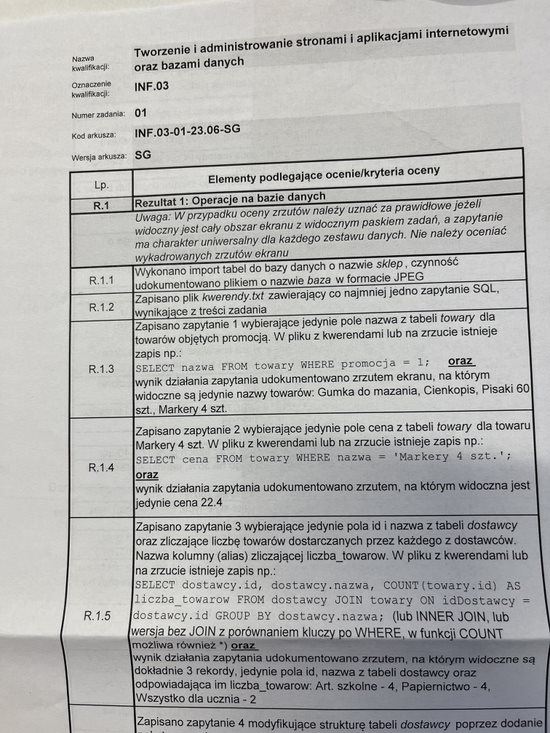 Nazwa kwalifikacji: Tworzenie i administrowanie stronami i aplikacjami internetowymi
oraz bazami danych
Oznaczenie kwalifikacji: INF.03
Numer zadania: 01
Kod arkusza: INF.03-01-23.06-SG
Wersja arkusza: SG
Lp. Elementy podlegające ocenie/kryteria oceny
R.1 Rezultat 1: Operacje na bazie danych
Uwaga: W przypadku oceny zrzutów należy uznać za prawidłowe jeżeli
widoczny jest cały obszar ekranu z widocznym paskiem zadań, a zapytanie
ma charakter uniwersalny dla każdego zestawu danych. Nie należy oceniać
wykadrowanych zrzutów ekranu
R.1.1 Wykonano import tabel do bazy danych o nazwie sklep, czynność
udokumentowano plikiem o nazwie baza w formacie JPEG
R.1.2 Zapisano plik kwerendy.txt zawierający co najmniej jedno zapytanie SQL,
wynikające z treści zadania
R.1.3 Zapisano zapytanie 1 wybierające jedynie pole nazwa z tabeli towary dla
towarów objętych promocją. W pliku z kwerendami lub na zrzucie istnieje
zapis np.:
SELECT nazwa FROM towary WHERE promocja = 1; oraz
wynik działania zapytania udokumentowano zrzutem ekranu, na którym
widoczne są jedynie nazwy towarów: Gumka do mazania, Cienkopis, Pisaki 60
szt., Markery 4 szt.
R.1.4 Zapisano zapytanie 2 wybierające jedynie pole cena z tabeli towary dla towaru
Markery 4 szt. W pliku z kwerendami lub na zrzucie istnieje zapis np.:
SELECT cena FROM towary WHERE nazwa = 'Markery 4 szt.';
oraz
wynik działania zapytania udokumentowano zrzutem, na którym widoczna jest
jedynie cena 22.4
R.1.5 Zapisano zapytanie 3 wybierające jedynie pola id i nazwa z tabeli dostawcy
oraz zliczające liczbę towarów dostarczanych przez każdego z dostawców.
Nazwa kolumny (alias) zliczającej liczba_towarow. W pliku z kwerendami lub
na zrzucie istnieje zapis np.:
SELECT dostawcy.id, dostawcy.nazwa, COUNT(towary.id) AS
liczba_towarow FROM dostawcy JOIN towary ON idDostawcy =
dostawcy.id GROUP BY dostawcy.nazwa; (lub INNER JOIN, lub
wersja bez JOIN z porównaniem kluczy po WHERE, w funkcji COUNT
możliwa również *) oraz
wynik działania zapytania udokumentowano zrzutem, na którym widoczne są
dokładnie 3 rekordy, jedynie pola id, nazwa z tabeli dostawcy oraz
odpowiadająca im liczba_towarow: Art. szkolne - 4, Papiernictwo - 4,
Wszystko dla ucznia - 2
Zapisano zapytanie 4 modyfikujące strukturę tabeli dostawcy poprzez dodanie